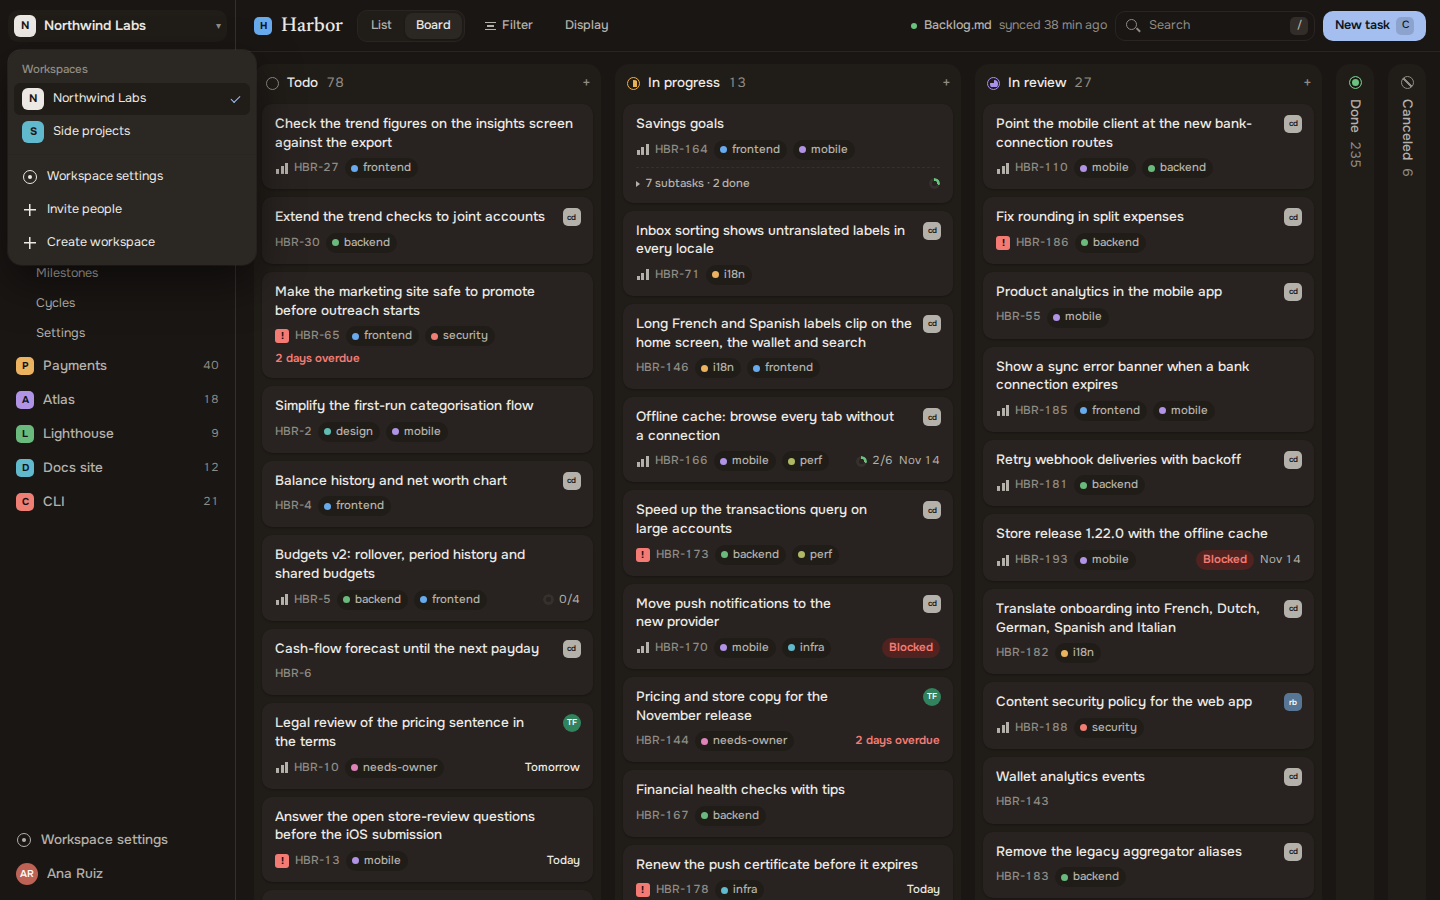 N Northwind Labs
Workspaces
N Northwind Labs
S Side projects
Workspace settings
Invite people
Create workspace
Milestones
Cycles
Settings
P Payments 40
A Atlas 18
L Lighthouse 9
D Docs site 12
C CLI 21
Workspace settings
AR Ana Ruiz
H Harbor
List Board Filter Display
Backlog.md synced 38 min ago
Search /
New task C
Todo 78 +
Check the trend figures on the insights screen
against the export
HBR-27 frontend
Extend the trend checks to joint accounts cd
HBR-30 backend
Make the marketing site safe to promote
before outreach starts
! HBR-65 frontend security
2 days overdue
Simplify the first-run categorisation flow
HBR-2 design mobile
Balance history and net worth chart cd
HBR-4 frontend
Budgets v2: rollover, period history and
shared budgets
HBR-5 backend frontend 0/4
Cash-flow forecast until the next payday cd
HBR-6
Legal review of the pricing sentence in TF
the terms
HBR-10 needs-owner Tomorrow
Answer the open store-review questions
before the iOS submission
! HBR-13 mobile Today
In progress 13 +
Savings goals
HBR-164 frontend mobile
7 subtasks · 2 done
Inbox sorting shows untranslated labels in cd
every locale
HBR-71 i18n
Long French and Spanish labels clip on the cd
home screen, the wallet and search
HBR-146 i18n frontend
Offline cache: browse every tab without cd
a connection
HBR-166 mobile perf 2/6 Nov 14
Speed up the transactions query on cd
large accounts
! HBR-173 backend perf
Move push notifications to the cd
new provider
HBR-170 mobile infra Blocked
Pricing and store copy for the TF
November release
HBR-144 needs-owner 2 days overdue
Financial health checks with tips
HBR-167 backend
Renew the push certificate before it expires
! HBR-178 infra Today
In review 27 +
Point the mobile client at the new bank- cd
connection routes
HBR-110 mobile backend
Fix rounding in split expenses cd
! HBR-186 backend
Product analytics in the mobile app cd
HBR-55 mobile
Show a sync error banner when a bank cd
connection expires
HBR-185 frontend mobile
Retry webhook deliveries with backoff cd
HBR-181 backend
Store release 1.22.0 with the offline cache
HBR-193 mobile Blocked Nov 14
Translate onboarding into French, Dutch, cd
German, Spanish and Italian
HBR-182 i18n
Content security policy for the web app rb
HBR-188 security
Wallet analytics events cd
HBR-143
Remove the legacy aggregator aliases cd
HBR-183 backend
Done 235
Canceled 6